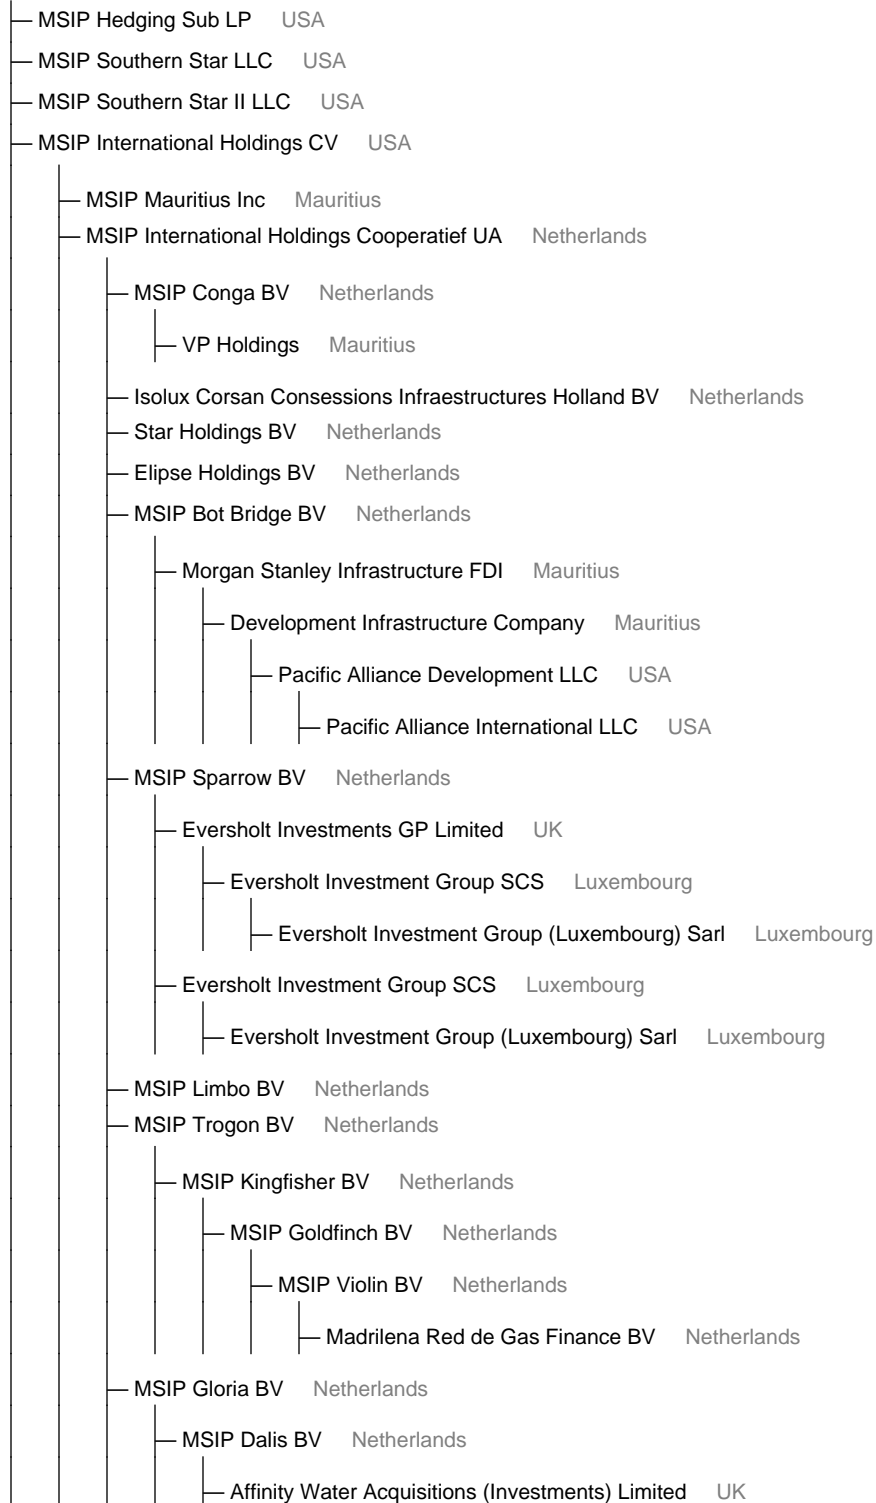 MSIP Hedging Sub LP USA
MSIP Southern Star LLC USA
MSIP Southern Star II LLC USA
MSIP International Holdings CV USA
MSIP Mauritius Inc Mauritius
MSIP International Holdings Cooperatief UA Netherlands
MSIP Conga BV Netherlands
VP Holdings Mauritius
Isolux Corsan Consessions Infraestructures Holland BV Netherlands
Star Holdings BV Netherlands
Elipse Holdings BV Netherlands
MSIP Bot Bridge BV Netherlands
Morgan Stanley Infrastructure FDI Mauritius
Development Infrastructure Company Mauritius
Pacific Alliance Development LLC USA
Pacific Alliance International LLC USA
MSIP Sparrow BV Netherlands
Eversholt Investments GP Limited UK
Eversholt Investment Group SCS Luxembourg
Eversholt Investment Group (Luxembourg) Sarl Luxembourg
Eversholt Investment Group SCS Luxembourg
Eversholt Investment Group (Luxembourg) Sarl Luxembourg
MSIP Limbo BV Netherlands
MSIP Trogon BV Netherlands
MSIP Kingfisher BV Netherlands
MSIP Goldfinch BV Netherlands
MSIP Violin BV Netherlands
Madrilena Red de Gas Finance BV Netherlands
MSIP Gloria BV Netherlands
MSIP Dalis BV Netherlands
Affinity Water Acquisitions (Investments) Limited UK